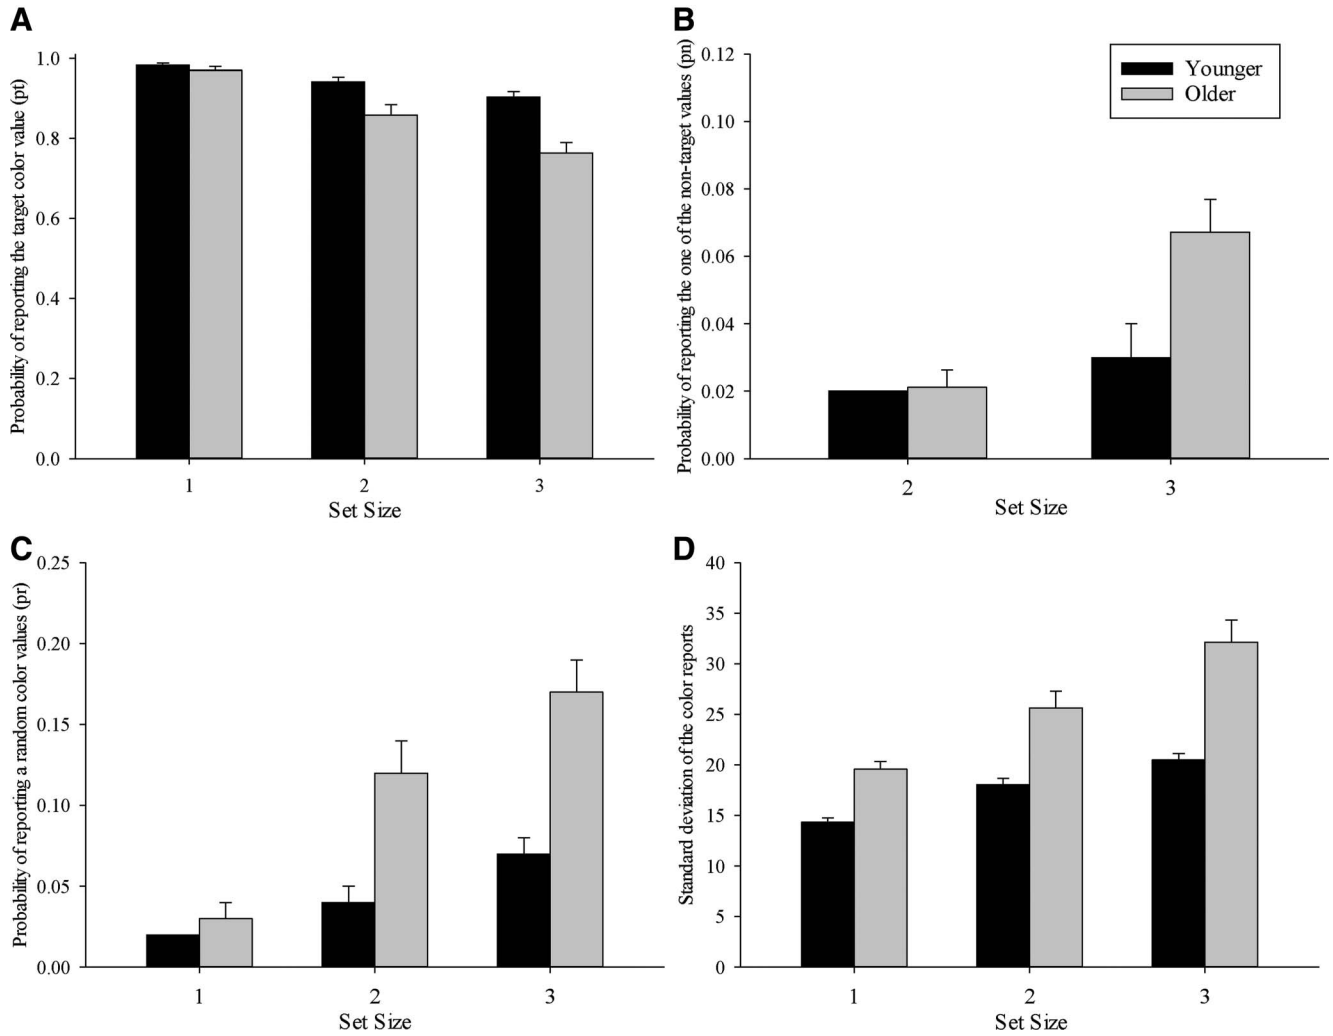 A
Probability of reporting the target color value (pt)
1.0
0.8
0.6
0.4
0.2
0.0
1
2
3
Set Size
B
Probability of reporting the one of the non-target values (pn)
0.12
0.10
0.08
0.06
0.04
0.02
0.00
2
3
Set Size
Younger
Older
C
Probability of reporting a random color values (pr)
0.25
0.20
0.15
0.10
0.05
0.00
1
2
3
Set Size
D
Standard deviation of the color reports
40
35
30
25
20
15
10
5
0
1
2
3
Set Size